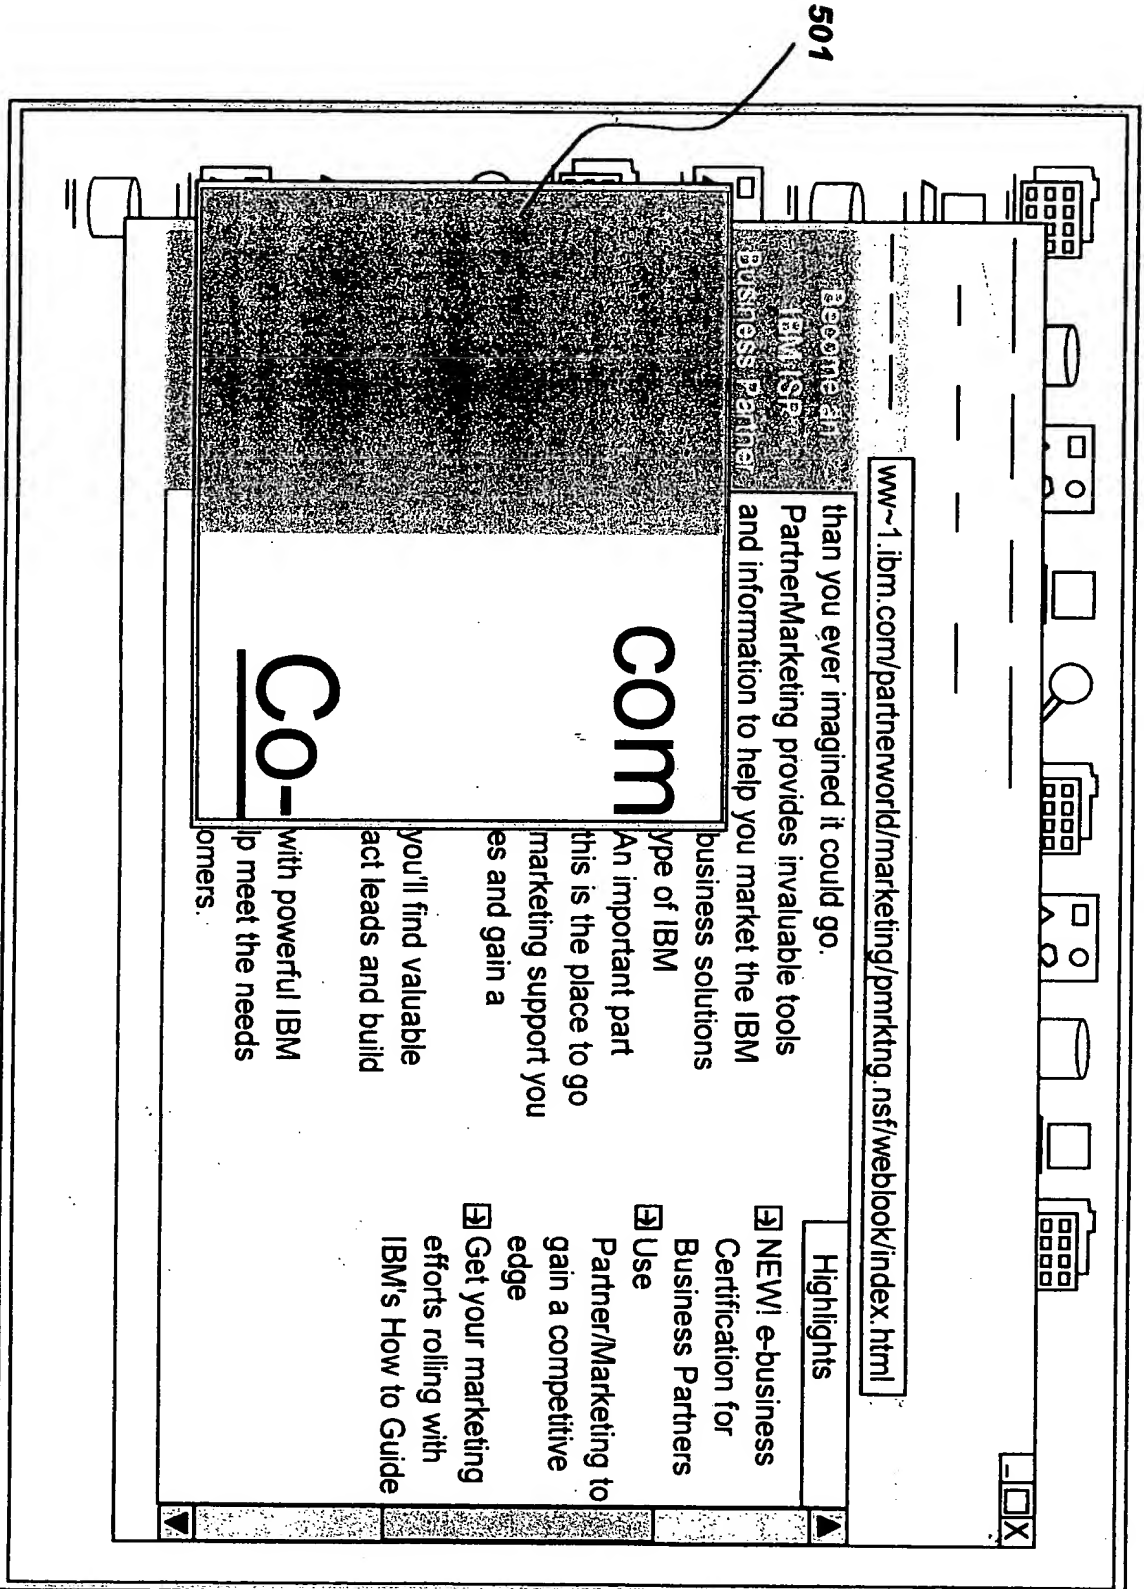 501
ww~1.ibm.com/partnerworld/marketing/pmrktng.nsf/weblook/index.html
X
Become an
IBM ISP
Business Partner
than you ever imagined it could go.
PartnerMarketing provides invaluable tools
and information to help you market the IBM
business solutions
ype of IBM
An important part
this is the place to go
marketing support you
es and gain a
you'll find valuable
act leads and build
with powerful IBM
lp meet the needs
omers.
com
Co-
Highlights
NEW! e-business
Certification for
Business Partners
Use
Partner/Marketing to
gain a competitive
edge
Get your marketing
efforts rolling with
IBM's How to Guide